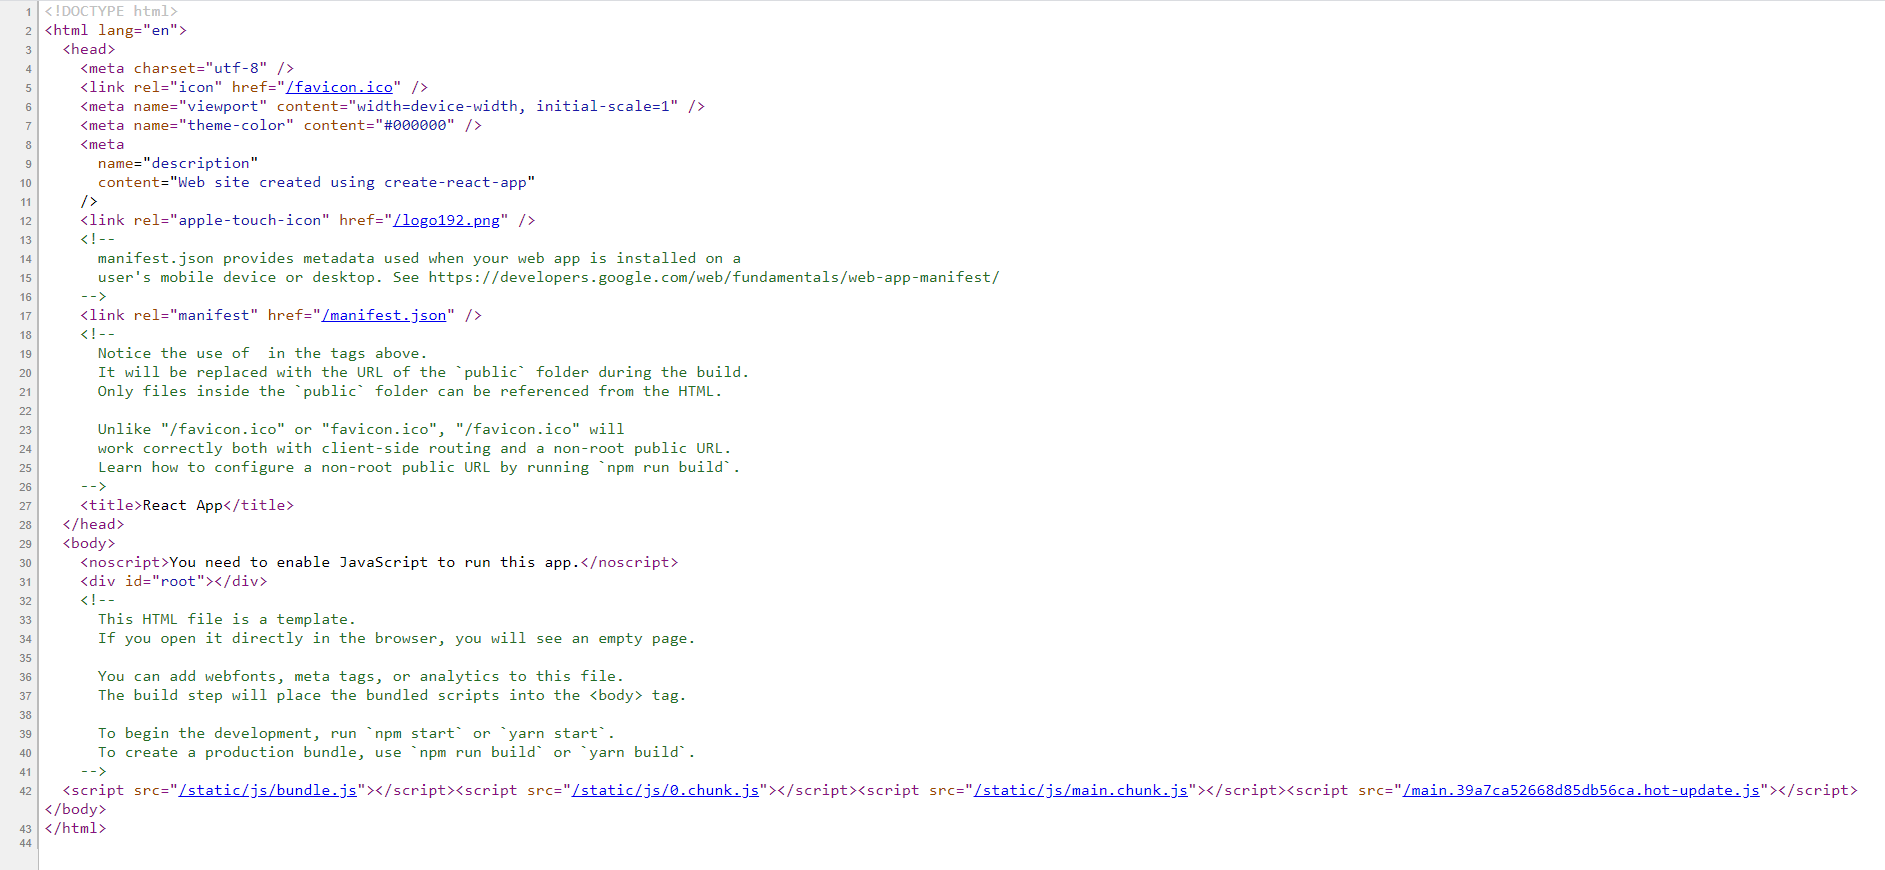 1 <!DOCTYPE html>
2 <html lang="en">
3   <head>
4     <meta charset="utf-8" />
5     <link rel="icon" href="/favicon.ico" />
6     <meta name="viewport" content="width=device-width, initial-scale=1" />
7     <meta name="theme-color" content="#000000" />
8     <meta
9       name="description"
10       content="Web site created using create-react-app"
11     />
12     <link rel="apple-touch-icon" href="/logo192.png" />
13     <!--
14       manifest.json provides metadata used when your web app is installed on a
15       user's mobile device or desktop. See https://developers.google.com/web/fundamentals/web-app-manifest/
16     -->
17     <link rel="manifest" href="/manifest.json" />
18     <!--
19       Notice the use of  in the tags above.
20       It will be replaced with the URL of the `public` folder during the build.
21       Only files inside the `public` folder can be referenced from the HTML.
22
23       Unlike "/favicon.ico" or "favicon.ico", "/favicon.ico" will
24       work correctly both with client-side routing and a non-root public URL.
25       Learn how to configure a non-root public URL by running `npm run build`.
26     -->
27     <title>React App</title>
28   </head>
29   <body>
30     <noscript>You need to enable JavaScript to run this app.</noscript>
31     <div id="root"></div>
32     <!--
33       This HTML file is a template.
34       If you open it directly in the browser, you will see an empty page.
35
36       You can add webfonts, meta tags, or analytics to this file.
37       The build step will place the bundled scripts into the <body> tag.
38
39       To begin the development, run `npm start` or `yarn start`.
40       To create a production bundle, use `npm run build` or `yarn build`.
41     -->
42   <script src="/static/js/bundle.js"></script><script src="/static/js/0.chunk.js"></script><script src="/static/js/main.chunk.js"></script><script src="/main.39a7ca52668d85db56ca.hot-update.js"></script>
</body>
43 </html>
44